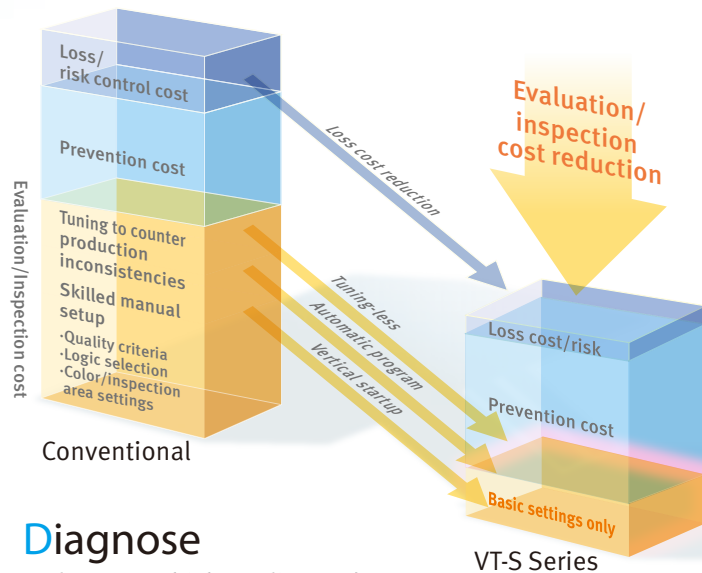 Loss/
risk control cost
Prevention cost
Tuning to counter
production
inconsistencies
Skilled manual
setup
·Quality criteria
·Logic selection
·Color/inspection
area settings
Evaluation/Inspection cost
Conventional
Loss cost reduction
Tuning-less
Automatic program
Vertical startup
Evaluation/
inspection
cost reduction
Loss cost/risk
Prevention cost
Basic settings only
VT-S Series
Diagnose